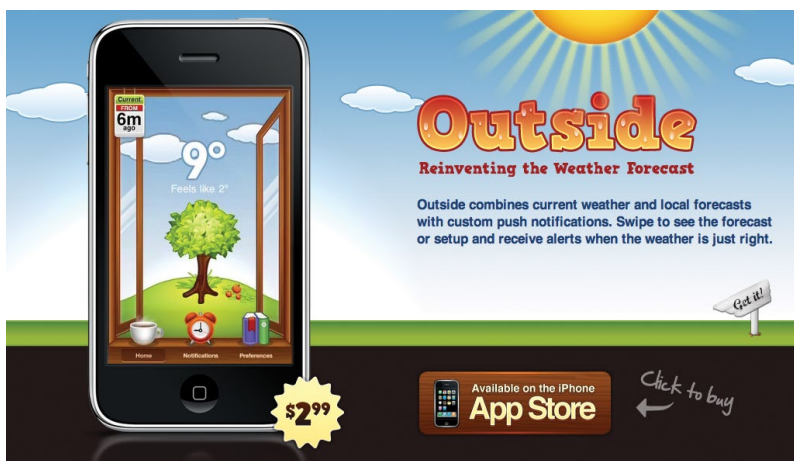 Current
FROM
6m
ago
9°
Feels like 2°
Home Notifications Preferences
$2.99
Outside
Reinventing the Weather Forecast
Outside combines current weather and local forecasts
with custom push notifications. Swipe to see the forecast
or setup and receive alerts when the weather is just right.
Get it!
Available on the iPhone
App Store
Click to buy